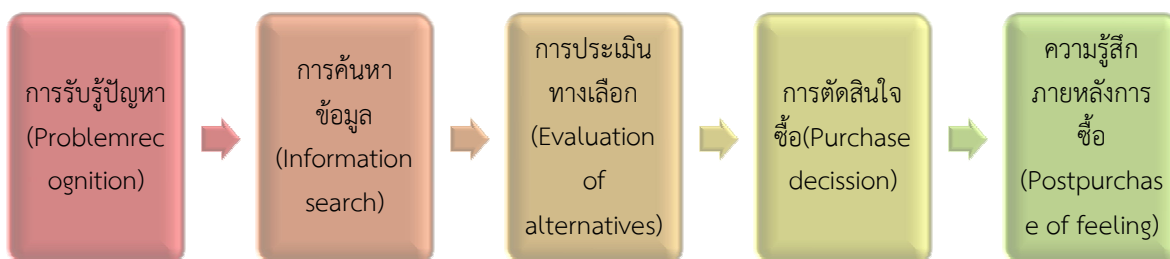 การรับรู้ปัญหา
(Problemrec
ognition)
การค้นหา
ข้อมูล
(Information
search)
การประเมิน
ทางเลือก
(Evaluation
of
alternatives)
การตัดสินใจ
ซื้อ(Purchase
decission)
ความรู้สึก
ภายหลังการ
ซื้อ
(Postpurchas
e of feeling)